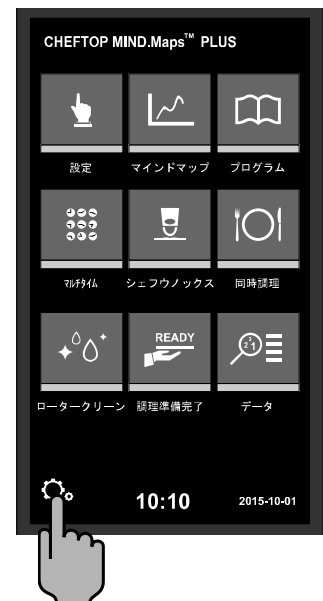 CHEFTOP MIND.Maps™ PLUS
設定 マインドマップ プログラム
ﾏﾙﾁﾀｲﾑ シェフウノックス 同時調理
READY
ロータークリーン 調理準備完了 データ
10:10 2015-10-01